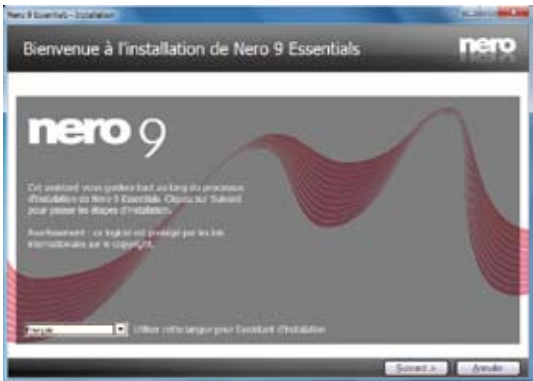 Nero 9 Essentials - Installation
Bienvenue à l'installation de Nero 9 Essentials
nero
nero 9
Cet assistant vous guidera tout au long du processus
d'installation de Nero 9 Essentials. Cliquez sur Suivant
pour passer les étapes d'installation.
Avertissement : ce logiciel est protégé par les lois
internationales sur le copyright.
Français
Utiliser cette langue pour l'assistant d'installation
Suivant >
Annuler